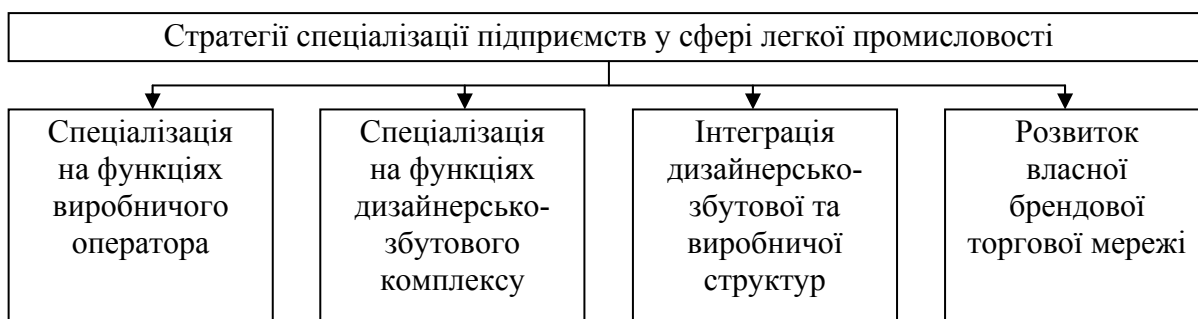 Стратегії спеціалізації підприємств у сфері легкої промисловості
Спеціалізація
на функціях
виробничого
оператора
Спеціалізація
на функціях
дизайнерсько-
збутового
комплексу
Інтеграція
дизайнерсько-
збутової та
виробничої
структур
Розвиток
власної
брендової
торгової мережі